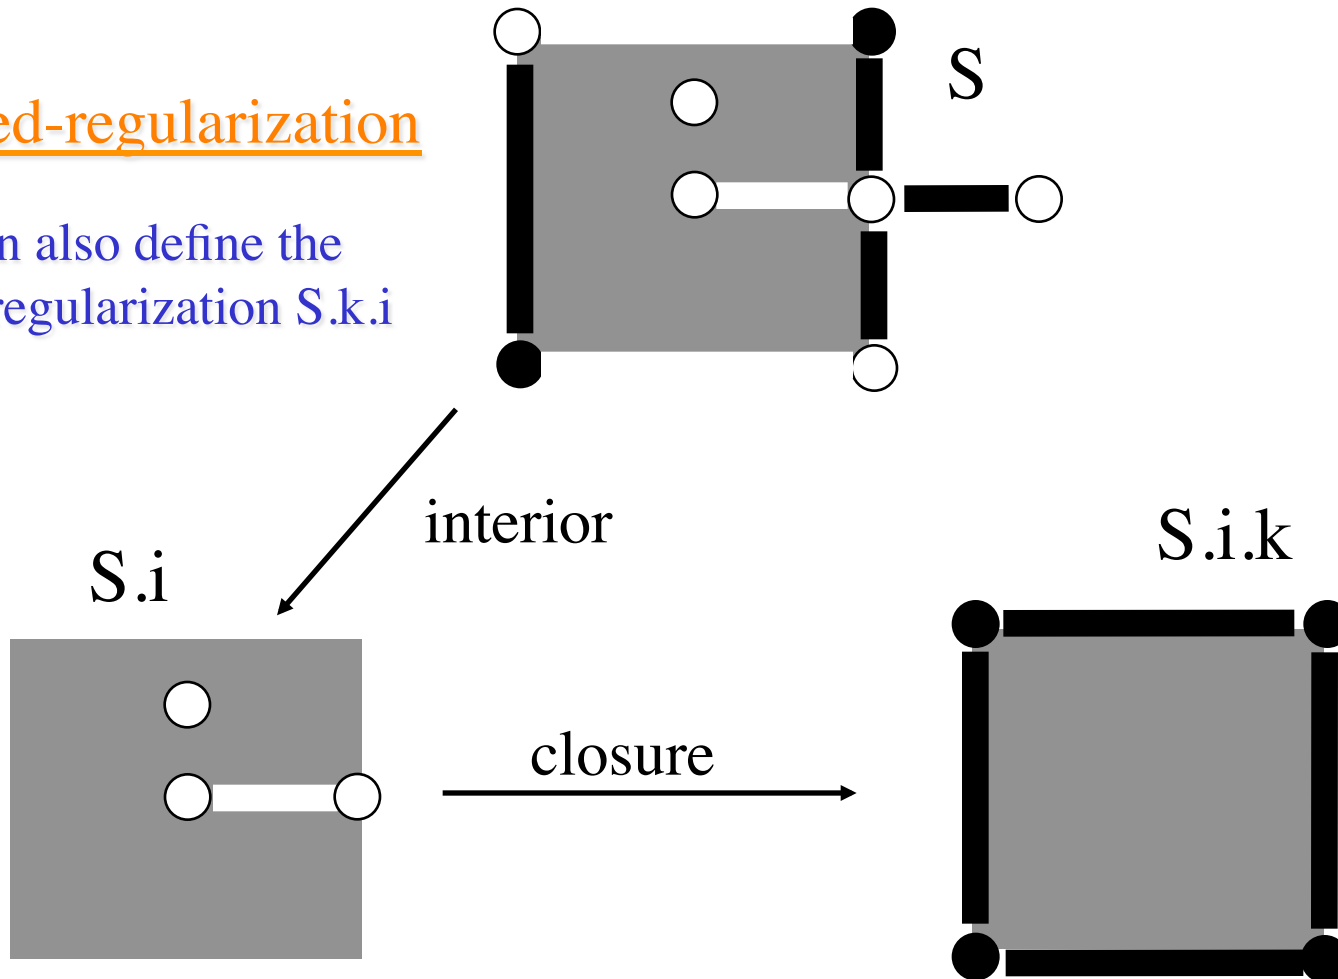 S
ed-regularization
n also define the
regularization S.k.i
interior
S.i
S.i.k
closure